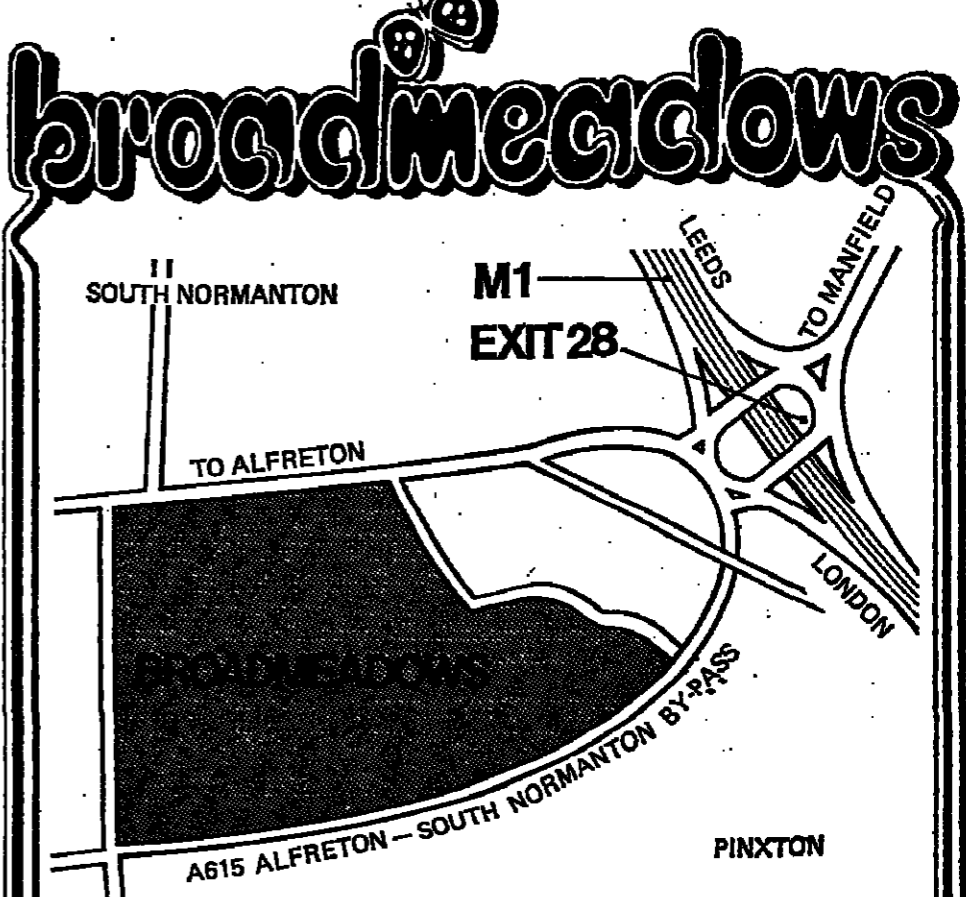 broadmeadows
SOUTH NORMANTON
M1
EXIT 28
LEEDS
TO MANFIELD
TO ALFRETON
LONDON
BROADMEADOWS
A615 ALFRETON — SOUTH NORMANTON BY-PASS
PINXTON